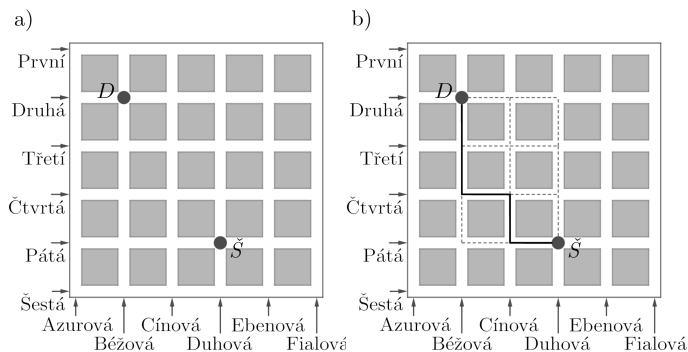 a)
První
D
Druhá
Třetí
Čtvrtá
Pátá
Š
Šestá
Azurová
Cínová
Ebenová
Béžová
Duhová
Fialová
b)
První
D
Druhá
Třetí
Čtvrtá
Pátá
Š
Šestá
Azurová
Cínová
Ebenová
Béžová
Duhová
Fialová